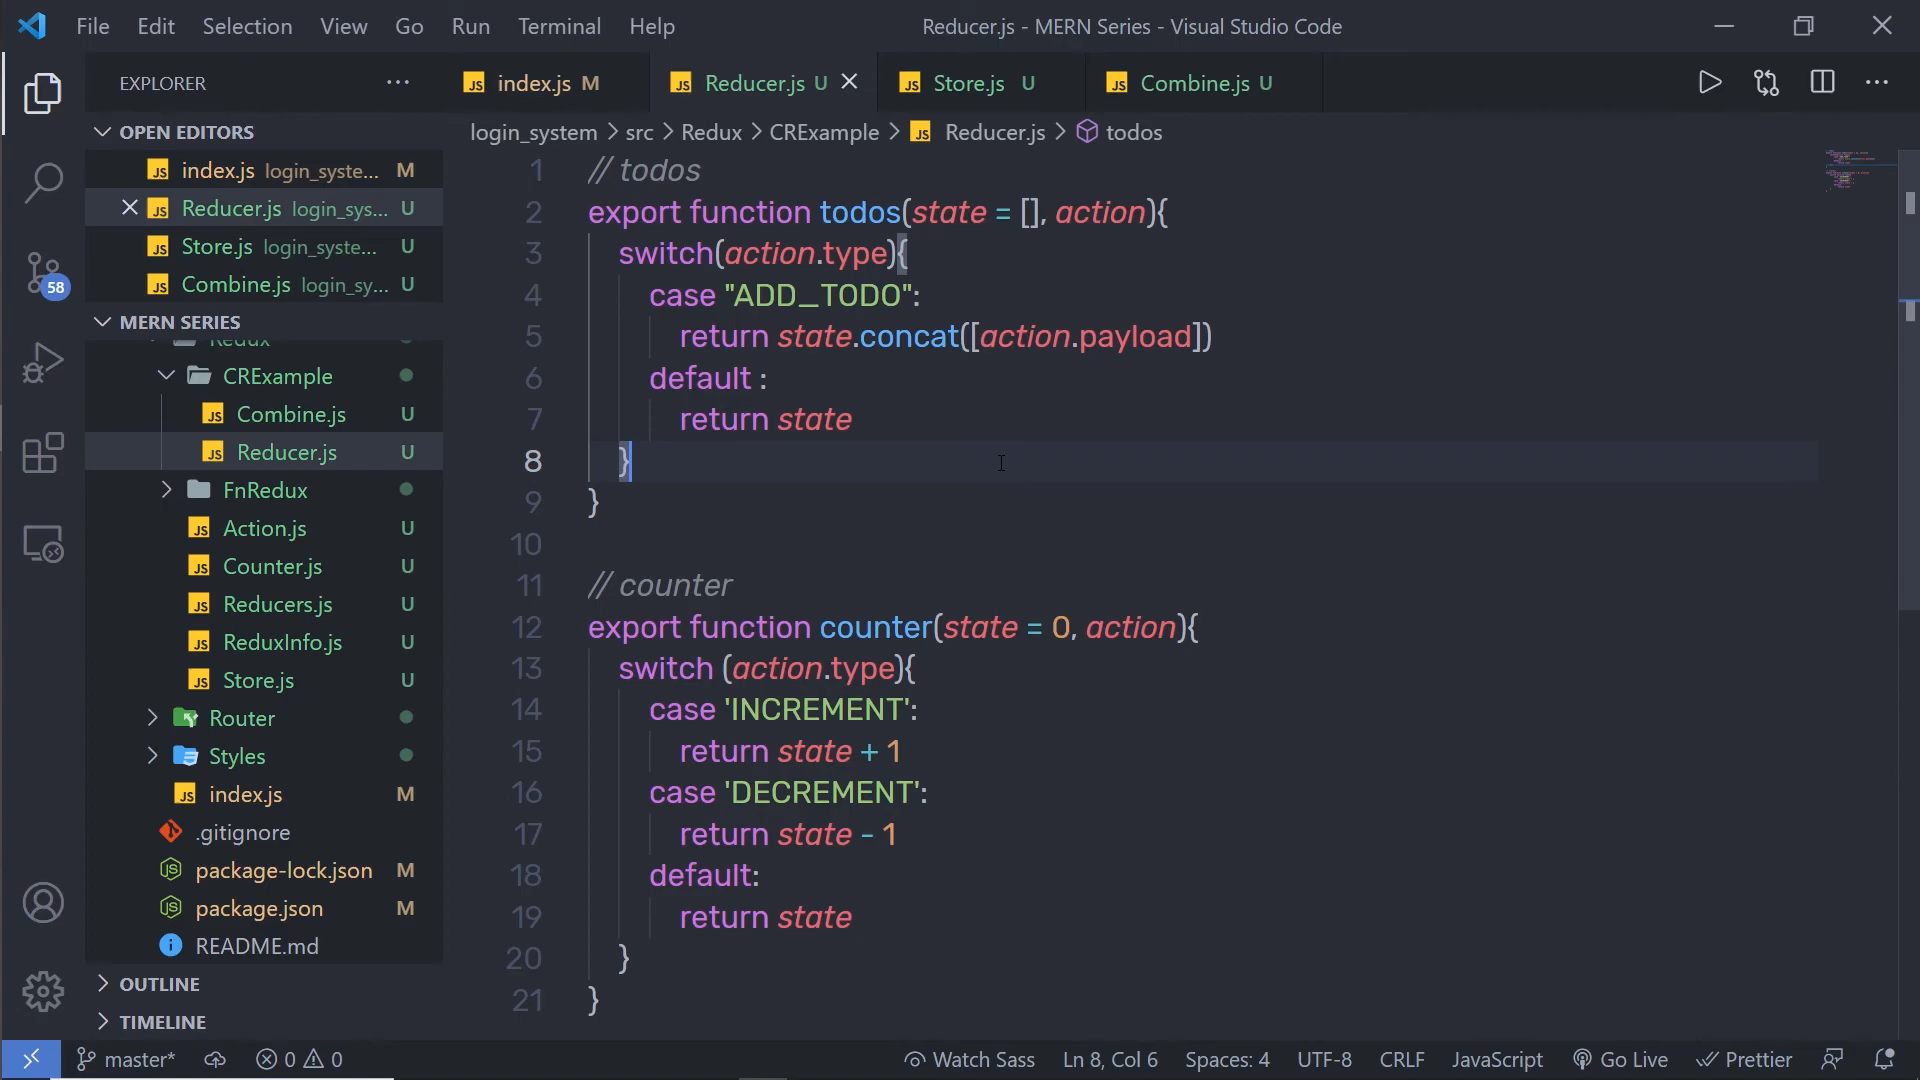 File Edit Selection View Go Run Terminal Help
Reducer.js - MERN Series - Visual Studio Code
EXPLORER
index.js M
Reducer.js U
Store.js U
Combine.js U
OPEN EDITORS
index.js login_syste... M
Reducer.js login_sys... U
Store.js login_syste... U
Combine.js login_sy... U
MERN SERIES
Redux
CRExample
Combine.js U
Reducer.js U
FnRedux
Action.js U
Counter.js U
Reducers.js U
ReduxInfo.js U
Store.js U
Router
Styles
index.js M
.gitignore
package-lock.json M
package.json M
README.md
OUTLINE
TIMELINE
58
login_system > src > Redux > CRExample > JS Reducer.js > todos
1 // todos
2 export function todos(state = [], action){
3 switch(action.type){
4 case "ADD_TODO":
5 return state.concat([action.payload])
6 default :
7 return state
8 }
9 }
10
11 // counter
12 export function counter(state = 0, action){
13 switch (action.type){
14 case 'INCREMENT':
15 return state + 1
16 case 'DECREMENT':
17 return state - 1
18 default:
19 return state
20 }
21 }
master* 0 0 Watch Sass Ln 8, Col 6 Spaces: 4 UTF-8 CRLF JavaScript Go Live Prettier